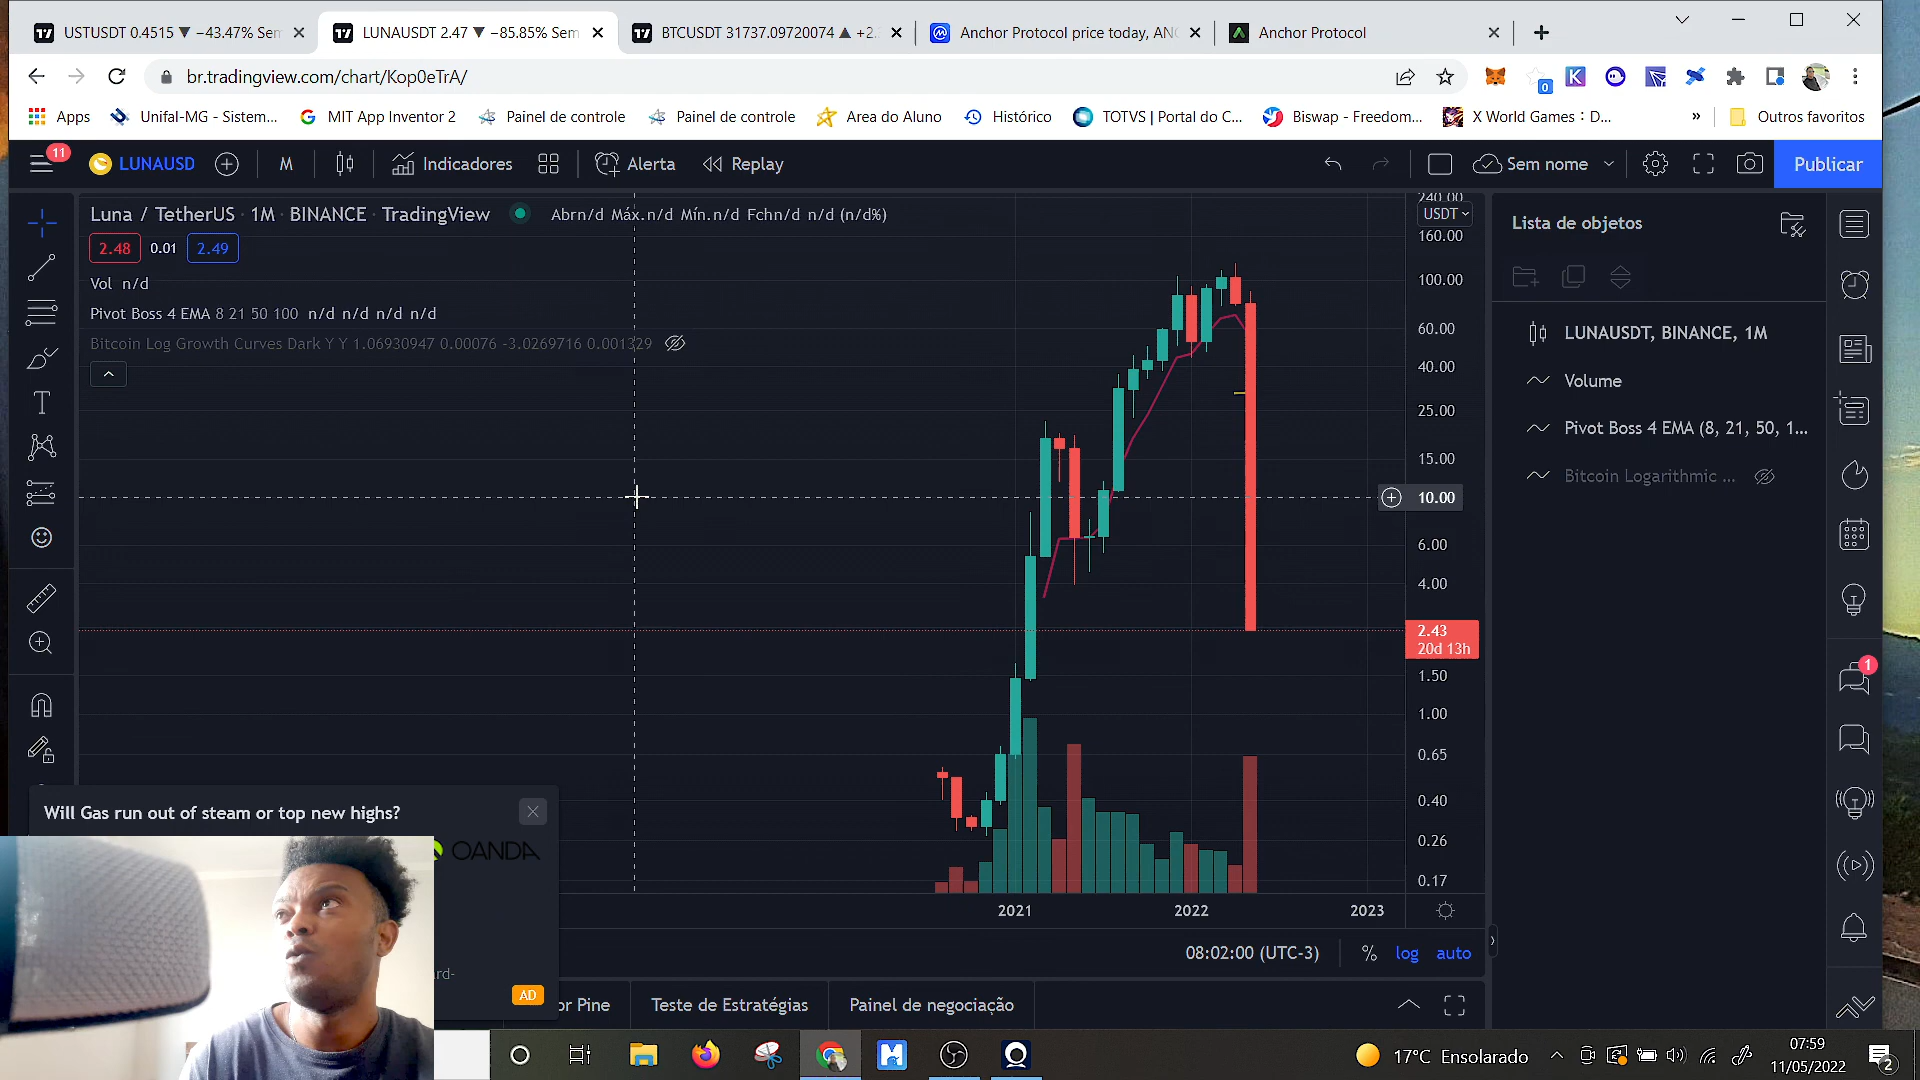 USTUSDT 0.4515 ▼ −43.47% Sem
LUNAUSDT 2.47 ▼ −85.85% Sem
BTCUSDT 31737.09720074 ▲ +2.
Anchor Protocol price today, ANC
Anchor Protocol
br.tradingview.com/chart/Kop0eTrA/
0
Apps
Unifal-MG - Sistem...
MIT App Inventor 2
Painel de controle
Painel de controle
Area do Aluno
Histórico
TOTVS | Portal do C...
Biswap - Freedom...
X World Games : D...
»
Outros favoritos
11
LUNAUSD
M
Indicadores
Alerta
Replay
Sem nome
Publicar
Luna / TetherUS · 1M · BINANCE · TradingView
Abrn/d Máx.n/d Mín.n/d Fchn/d n/d (n/d%)
2.48 0.01 2.49
Vol n/d
Pivot Boss 4 EMA 8 21 50 100 n/d n/d n/d n/d
Bitcoin Log Growth Curves Dark Y Y 1.06930947 0.00076 -3.0269716 0.001329
240.00
USDT
160.00
100.00
60.00
40.00
25.00
15.00
10.00
6.00
4.00
2.43
20d 13h
1.50
1.00
0.65
0.40
0.26
0.17
2021
2022
2023
Lista de objetos
LUNAUSDT, BINANCE, 1M
Volume
Pivot Boss 4 EMA (8, 21, 50, 1...
Bitcoin Logarithmic ...
1
Will Gas run out of steam or top new highs?
OANDA
rd-
AD
08:02:00 (UTC-3)
%
log
auto
or Pine
Teste de Estratégias
Painel de negociação
17°C Ensolarado
07:59
11/05/2022
2